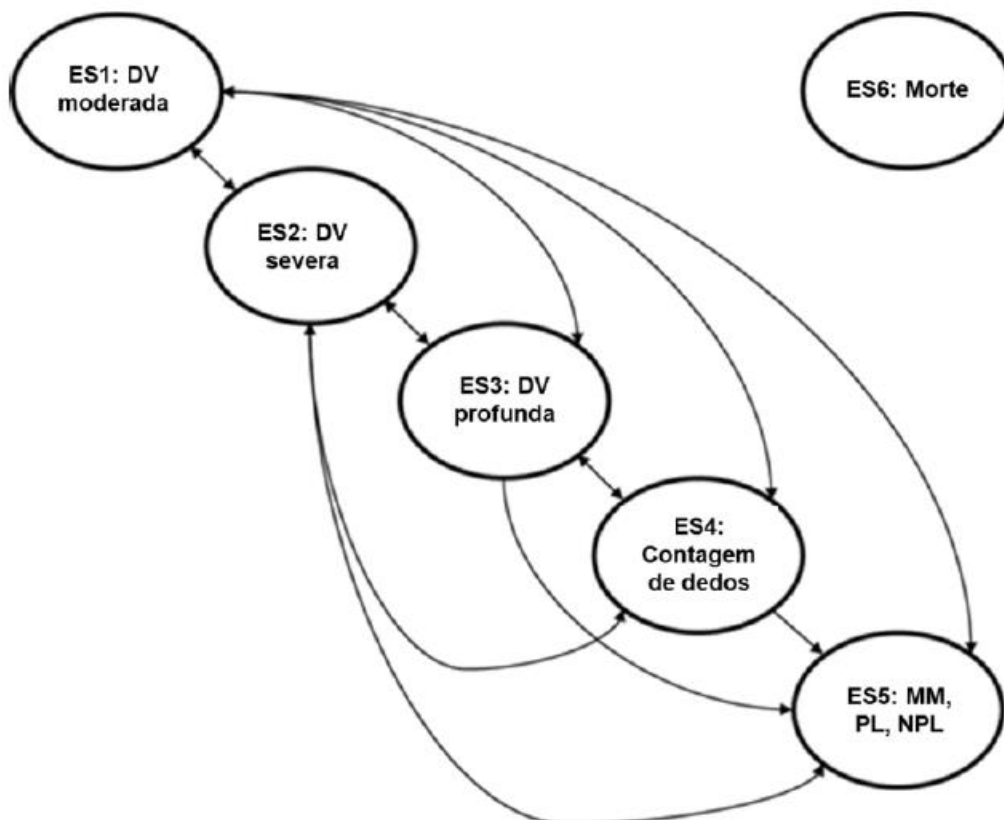 ES1: DV
moderada
ES6: Morte
ES2: DV
severa
ES3: DV
profunda
ES4:
Contagem
de dedos
ES5: MM,
PL, NPL